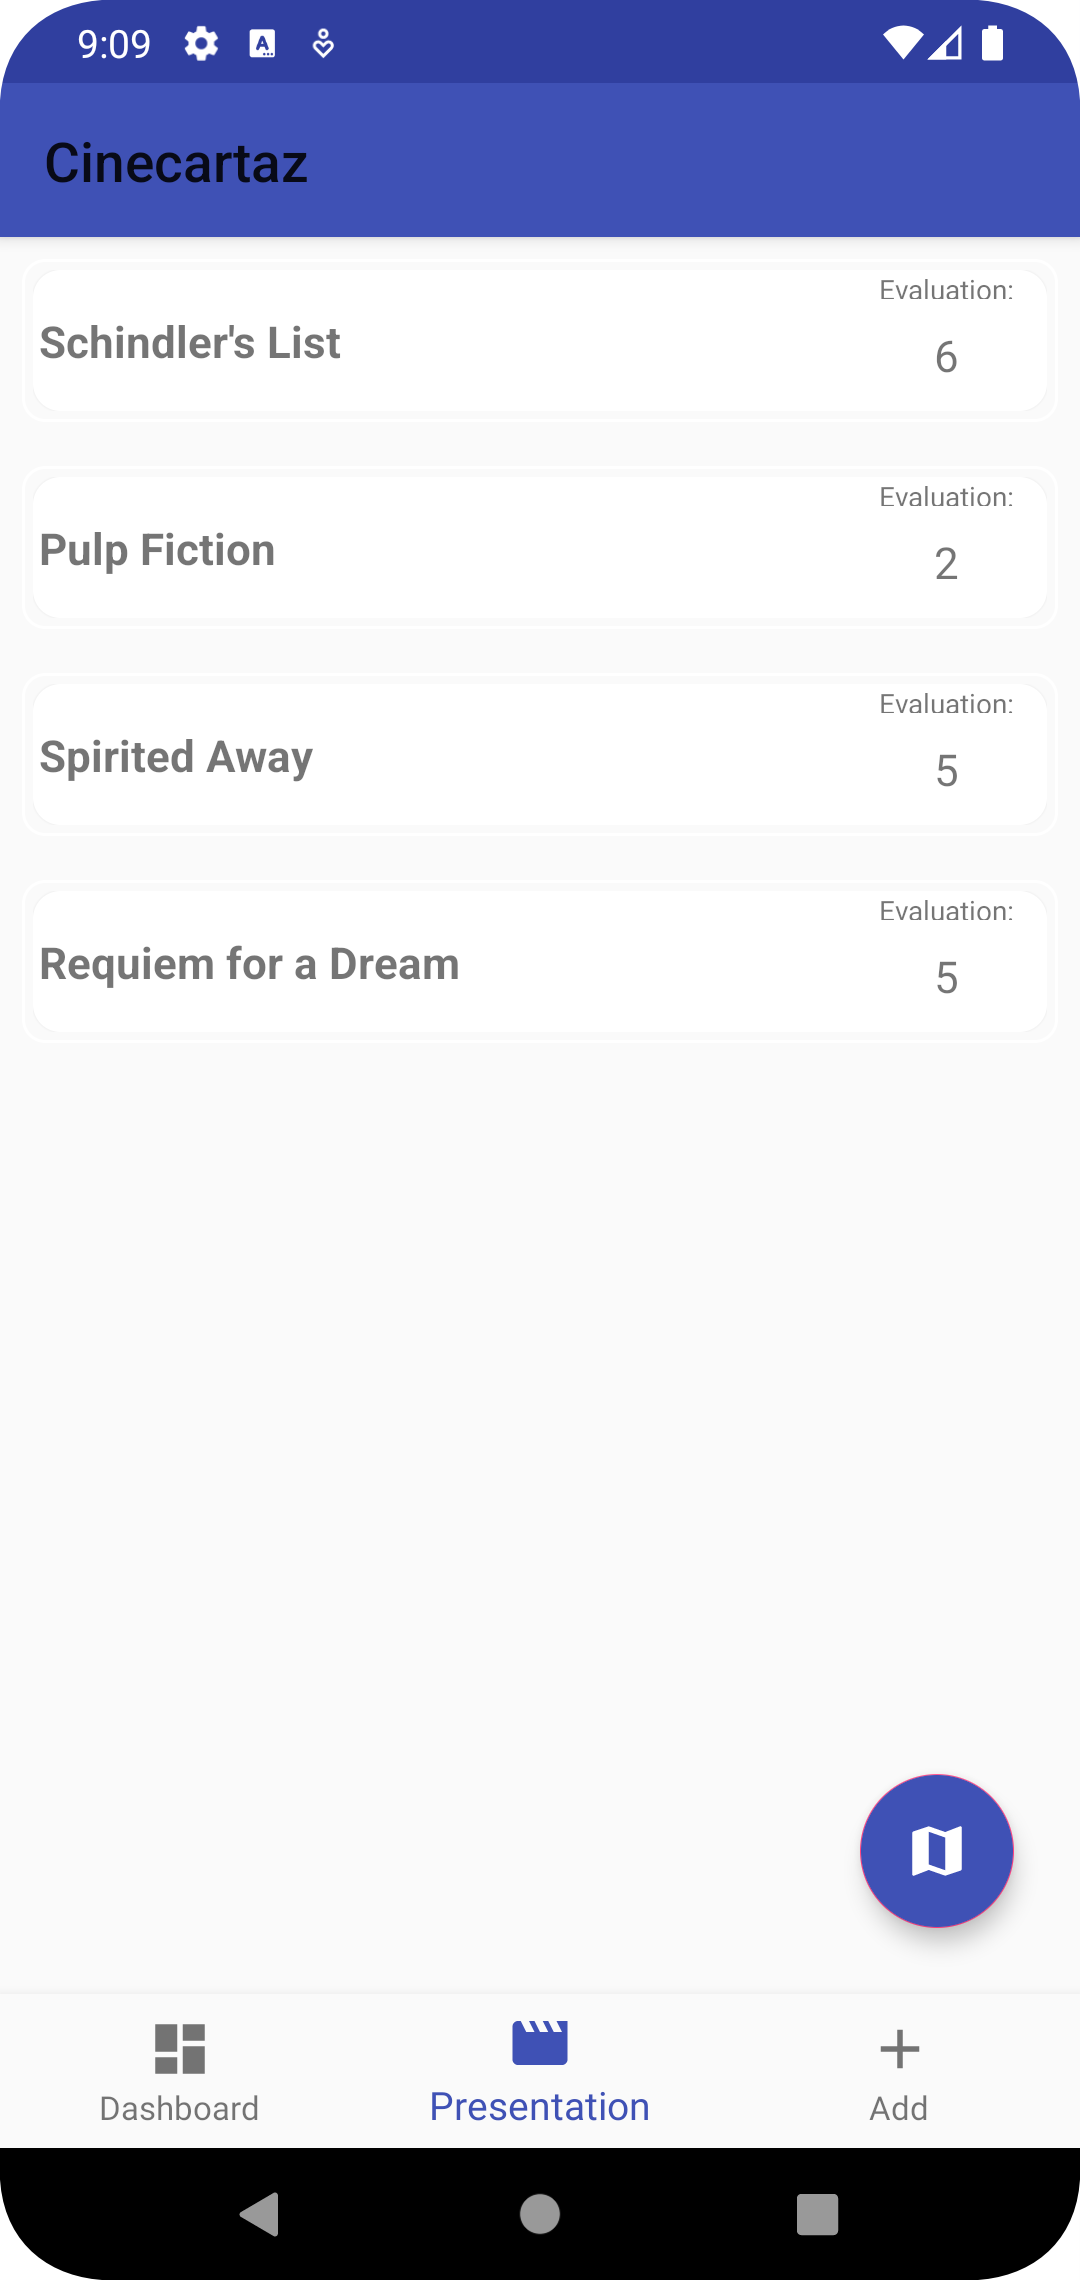 9:09
Cinecartaz
Evaluation:
Schindler's List
6
Evaluation:
Pulp Fiction
2
Evaluation:
Spirited Away
5
Evaluation:
Requiem for a Dream
5
Dashboard
Presentation
Add